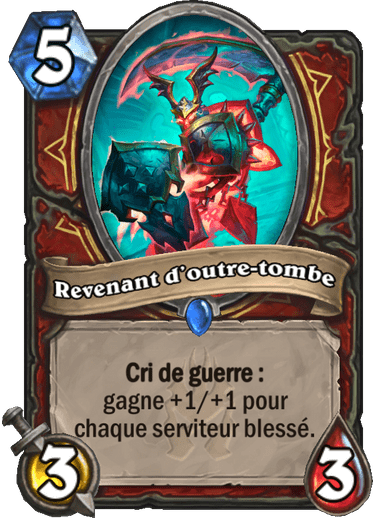 5
Revenant d'outre-tombe
Cri de guerre :
gagne +1/+1 pour
chaque serviteur blessé.
3
3